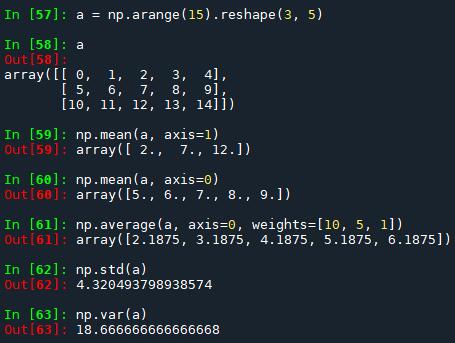 In [57]: a = np.arange(15).reshape(3, 5)
In [58]: a
Out[58]:
array([[ 0,  1,  2,  3,  4],
       [ 5,  6,  7,  8,  9],
       [10, 11, 12, 13, 14]])
In [59]: np.mean(a, axis=1)
Out[59]: array([ 2.,  7., 12.])
In [60]: np.mean(a, axis=0)
Out[60]: array([5., 6., 7., 8., 9.])
In [61]: np.average(a, axis=0, weights=[10, 5, 1])
Out[61]: array([2.1875, 3.1875, 4.1875, 5.1875, 6.1875])
In [62]: np.std(a)
Out[62]: 4.320493798938574
In [63]: np.var(a)
Out[63]: 18.666666666666668